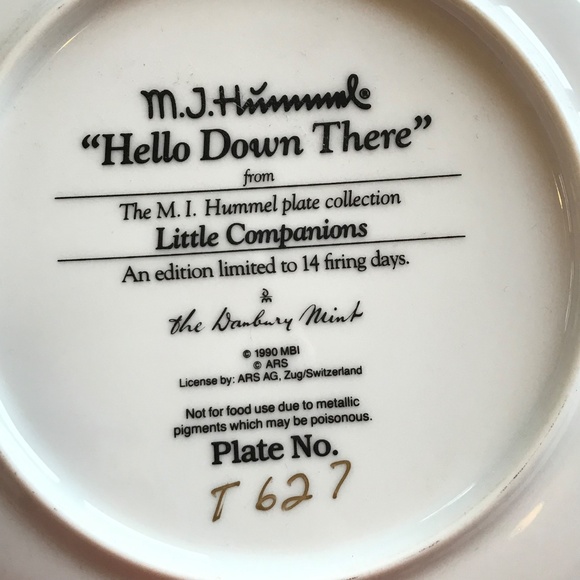 M.J.Hummel®
“Hello Down There”
from
The M. I. Hummel plate collection
Little Companions
An edition limited to 14 firing days.
the Danbury Mint
© 1990 MBI
© ARS
License by: ARS AG, Zug/Switzerland
Not for food use due to metallic
pigments which may be poisonous.
Plate No.
T 627